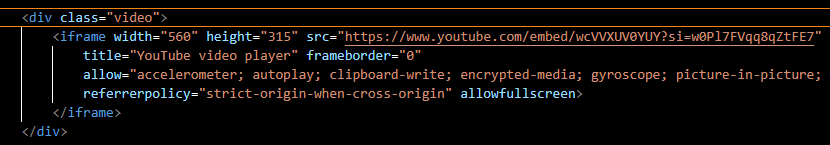 <div class="video">
<iframe width="560" height="315" src="https://www.youtube.com/embed/wcVVXUV0YUY?si=w0Pl7FVqq8qZtFE7"
title="YouTube video player" frameborder="0"
allow="accelerometer; autoplay; clipboard-write; encrypted-media; gyroscope; picture-in-picture;
referrerpolicy="strict-origin-when-cross-origin" allowfullscreen>
</iframe>
</div>